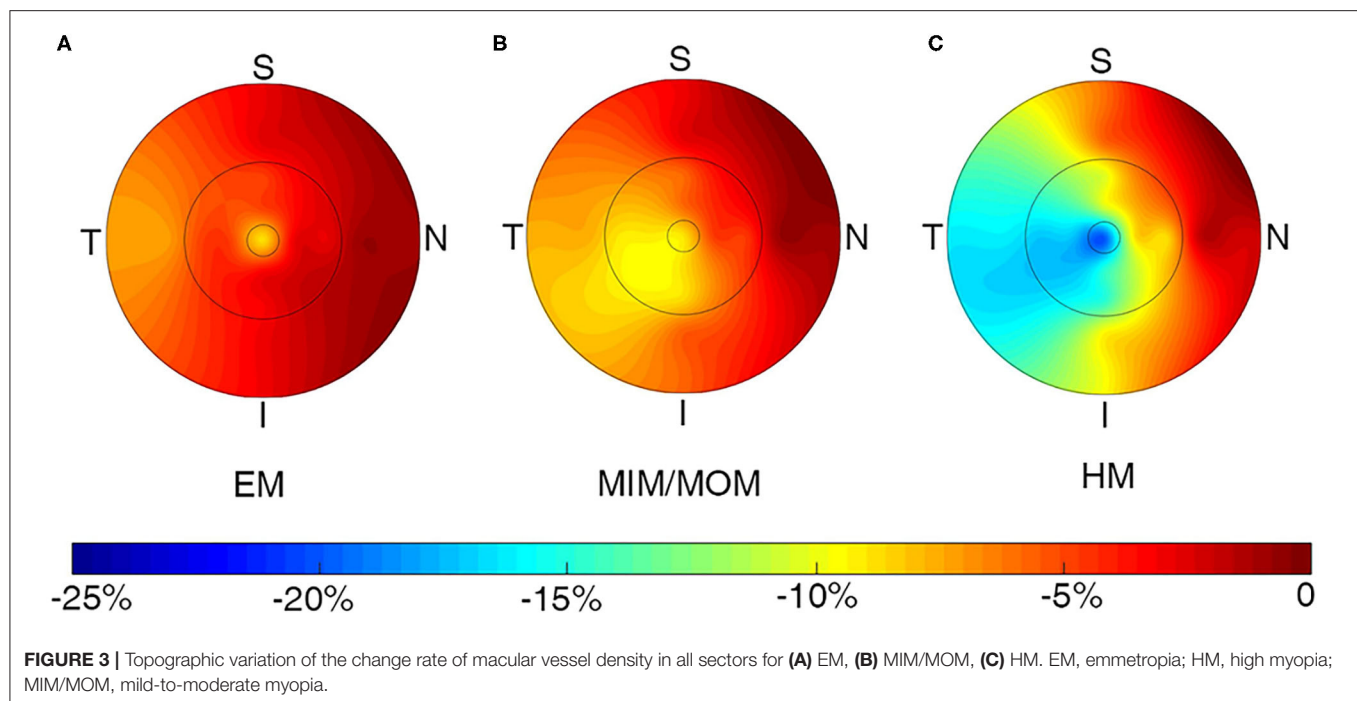 A
B
C
S
S
S
T
N
T
N
T
N
I
I
I
EM
MIM/MOM
HM
-25%
-20%
-15%
-10%
-5%
0
FIGURE 3 | Topographic variation of the change rate of macular vessel density in all sectors for (A) EM, (B) MIM/MOM, (C) HM. EM, emmetropia; HM, high myopia;
MIM/MOM, mild-to-moderate myopia.